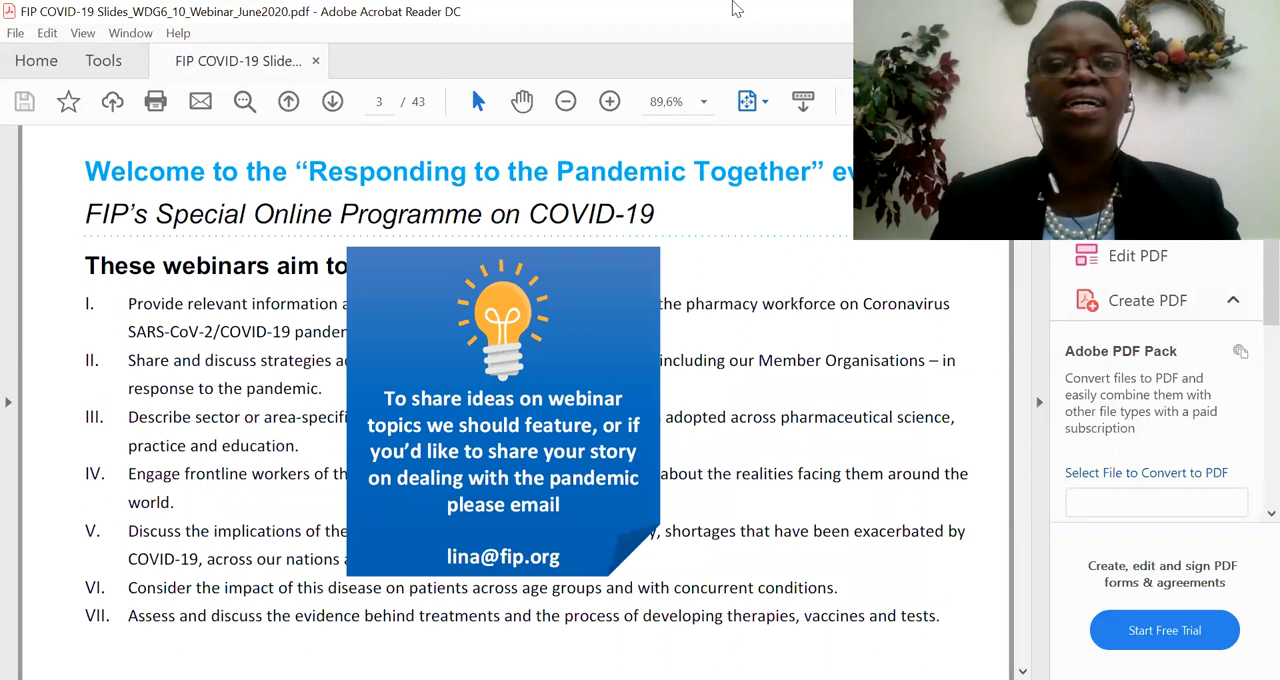 FIP COVID-19 Slides_WDG6_10_Webinar_June2020.pdf - Adobe Acrobat Reader DC
File Edit View Window Help
Home Tools FIP COVID-19 Slide... ×
3 / 43 89,6%
Welcome to the “Responding to the Pandemic Together” ev
FIP’s Special Online Programme on COVID-19
These webinars aim to
I. Provide relevant information a the pharmacy workforce on Coronavirus
SARS-CoV-2/COVID-19 pandem
II. Share and discuss strategies a including our Member Organisations – in
response to the pandemic.
III. Describe sector or area-specifi adopted across pharmaceutical science,
practice and education.
IV. Engage frontline workers of th about the realities facing them around the
world.
V. Discuss the implications of the y, shortages that have been exacerbated by
COVID-19, across our nations a
VI. Consider the impact of this disease on patients across age groups and with concurrent conditions.
VII. Assess and discuss the evidence behind treatments and the process of developing therapies, vaccines and tests.
To share ideas on webinar
topics we should feature, or if
you’d like to share your story
on dealing with the pandemic
please email
lina@fip.org
Edit PDF
Create PDF
Adobe PDF Pack
Convert files to PDF and
easily combine them with
other file types with a paid
subscription
Select File to Convert to PDF
Create, edit and sign PDF
forms & agreements
Start Free Trial